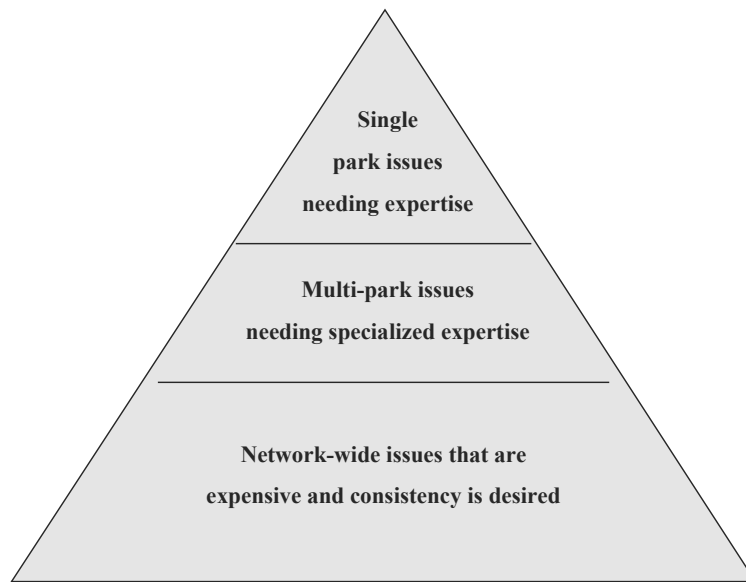 Single
park issues
needing expertise
Multi-park issues
needing specialized expertise
Network-wide issues that are
expensive and consistency is desired